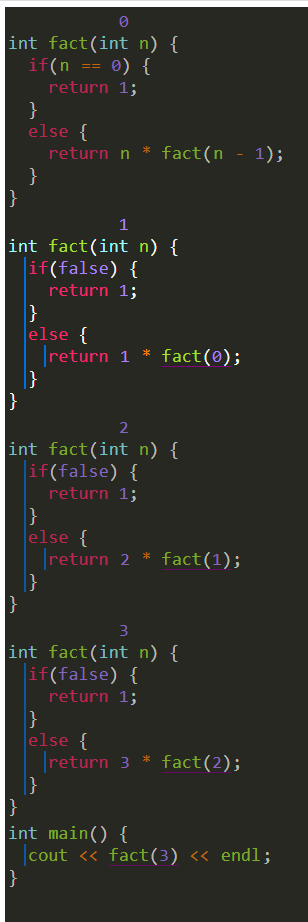 0
int fact(int n) {
  if(n == 0) {
    return 1;
  }
  else {
    return n * fact(n - 1);
  }
}
1
int fact(int n) {
  if(false) {
    return 1;
  }
  else {
    return 1 * fact(0);
  }
}
2
int fact(int n) {
  if(false) {
    return 1;
  }
  else {
    return 2 * fact(1);
  }
}
3
int fact(int n) {
  if(false) {
    return 1;
  }
  else {
    return 3 * fact(2);
  }
}
int main() {
  cout << fact(3) << endl;
}